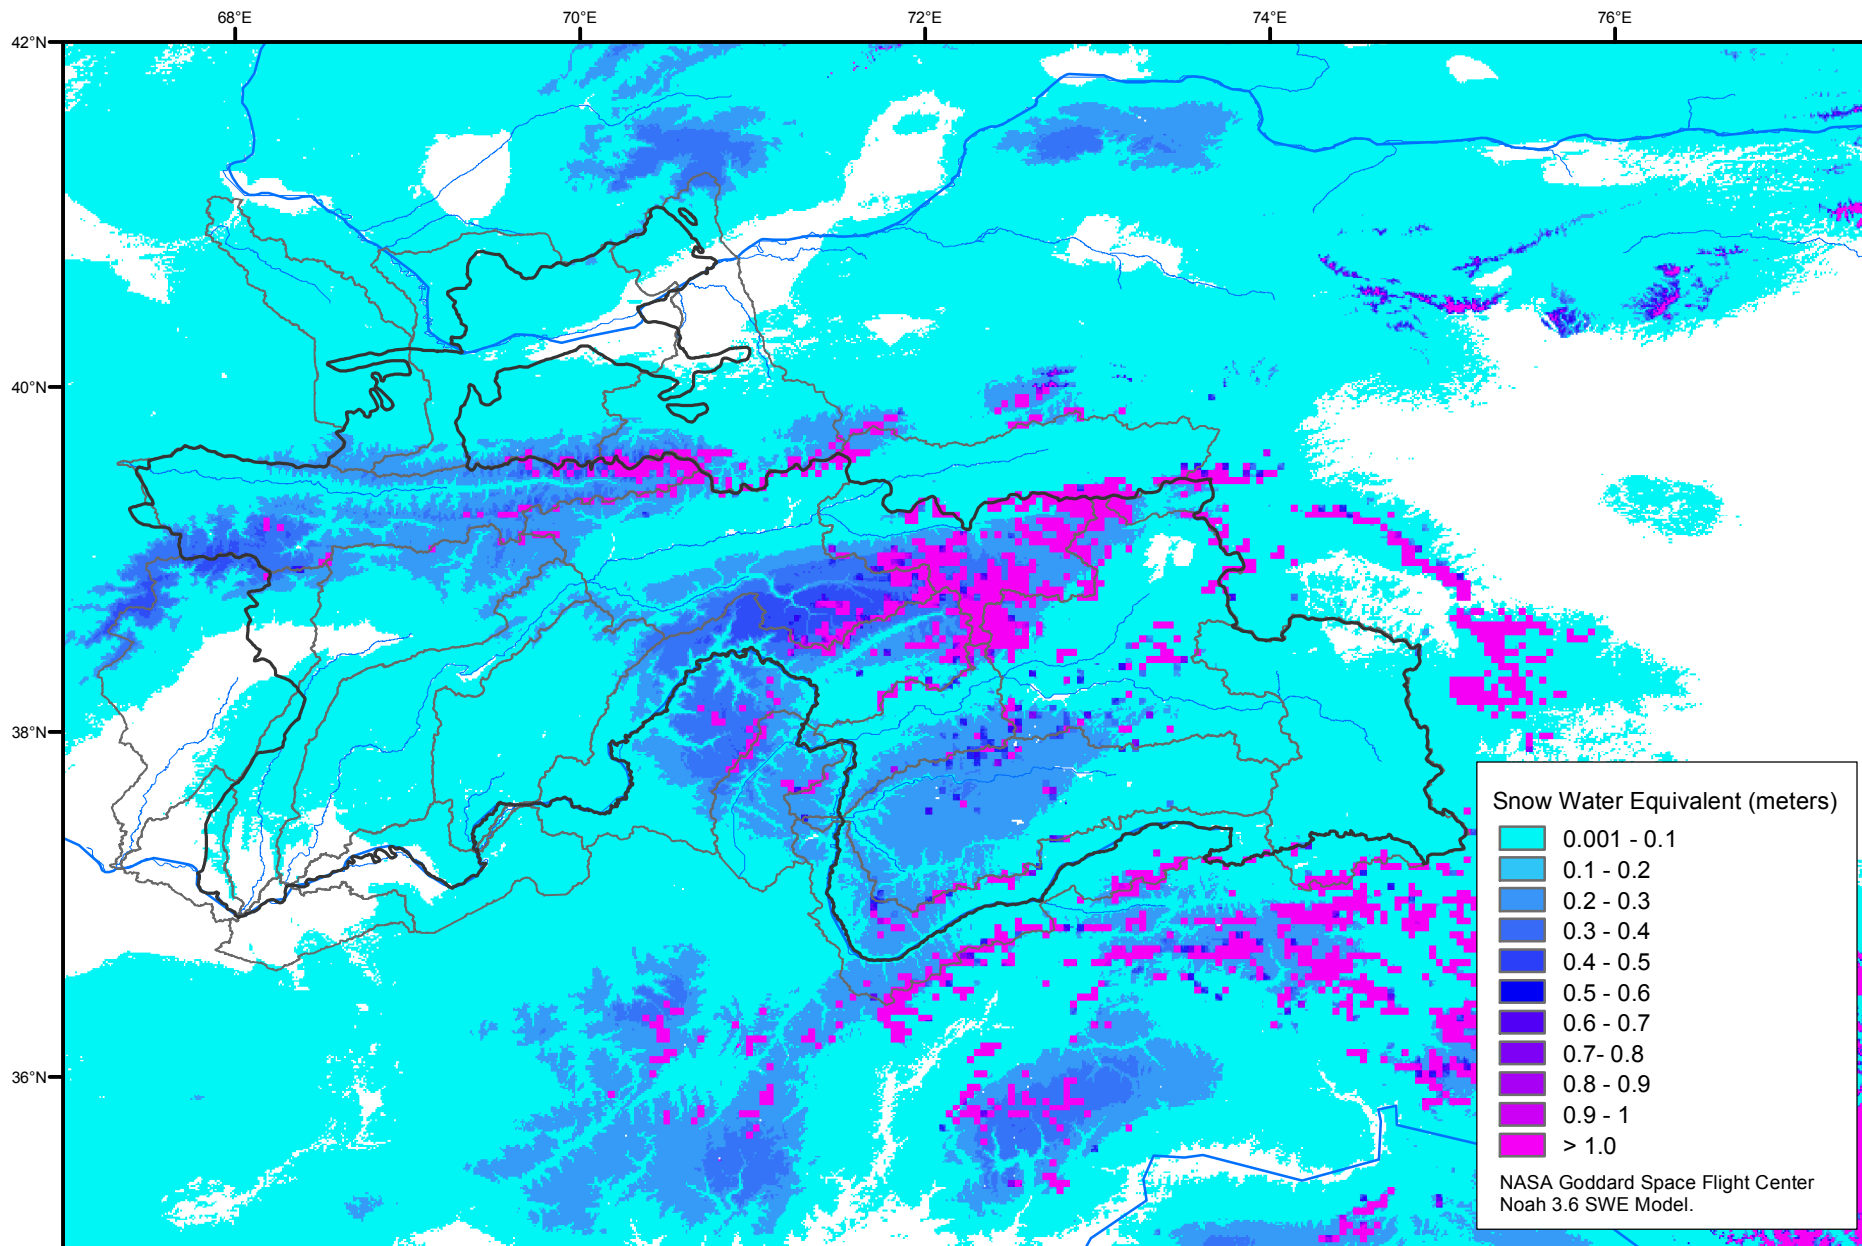 68°E 70°E 72°E 74°E 76°E
42°N
40°N
38°N
36°N
Snow Water Equivalent (meters)
0.001 - 0.1
0.1 - 0.2
0.2 - 0.3
0.3 - 0.4
0.4 - 0.5
0.5 - 0.6
0.6 - 0.7
0.7- 0.8
0.8 - 0.9
0.9 - 1
> 1.0
NASA Goddard Space Flight Center
Noah 3.6 SWE Model.